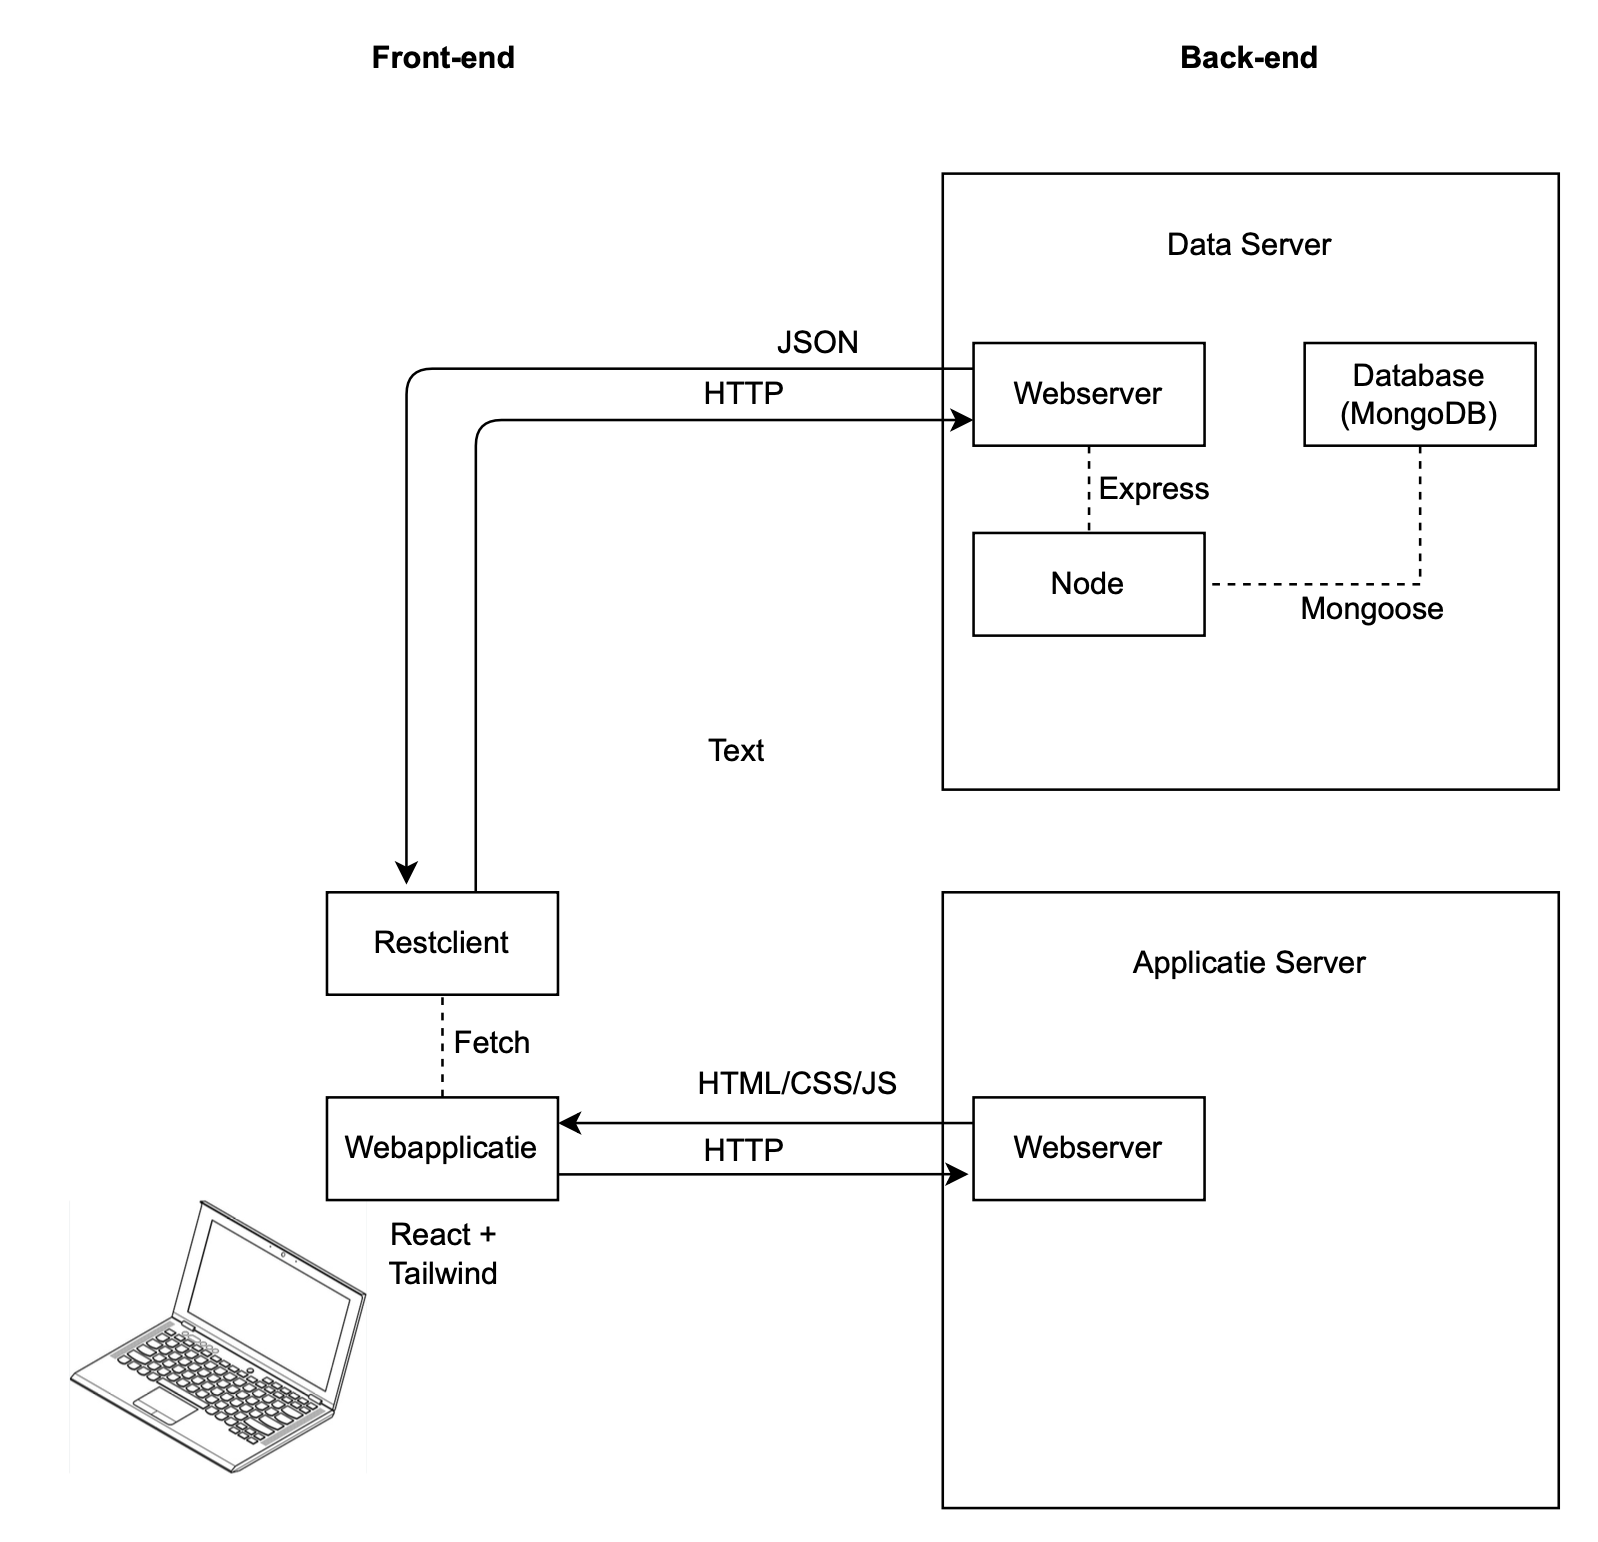 Front-end
Back-end
Data Server
JSON
HTTP
Webserver
Database
(MongoDB)
Express
Node
Mongoose
Text
Restclient
Applicatie Server
Fetch
HTML/CSS/JS
Webapplicatie
HTTP
Webserver
React +
Tailwind